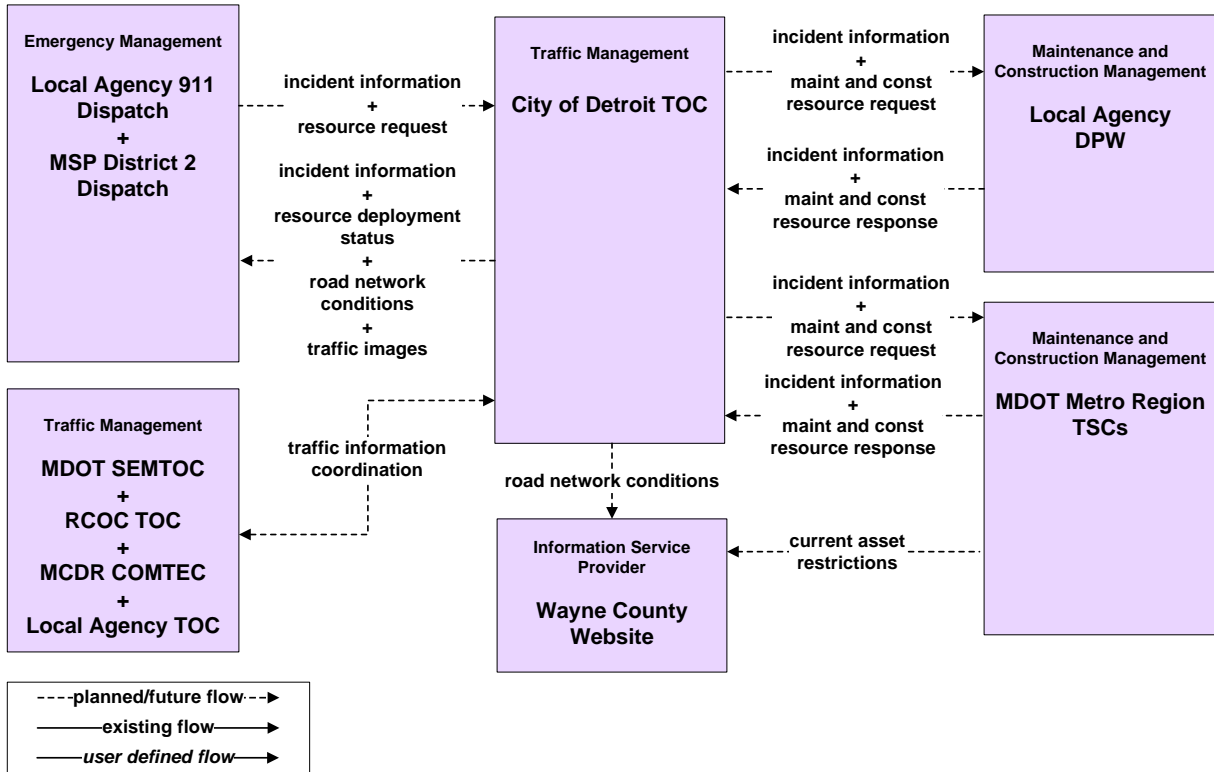 Emergency Management
Local Agency 911
Dispatch
+
MSP District 2
Dispatch
incident information
+
resource request
incident information
+
resource deployment
status
+
road network
conditions
+
traffic images
Traffic Management
City of Detroit TOC
incident information
+
maint and const
resource request
incident information
+
maint and const
resource response
Maintenance and
Construction Management
Local Agency
DPW
incident information
+
maint and const
resource request
incident information
+
maint and const
resource response
Maintenance and
Construction Management
MDOT Metro Region
TSCs
Traffic Management
MDOT SEMTOC
+
RCOC TOC
+
MCDR COMTEC
+
Local Agency TOC
traffic information
coordination
road network conditions
Information Service
Provider
Wayne County
Website
current asset
restrictions
planned/future flow
existing flow
user defined flow